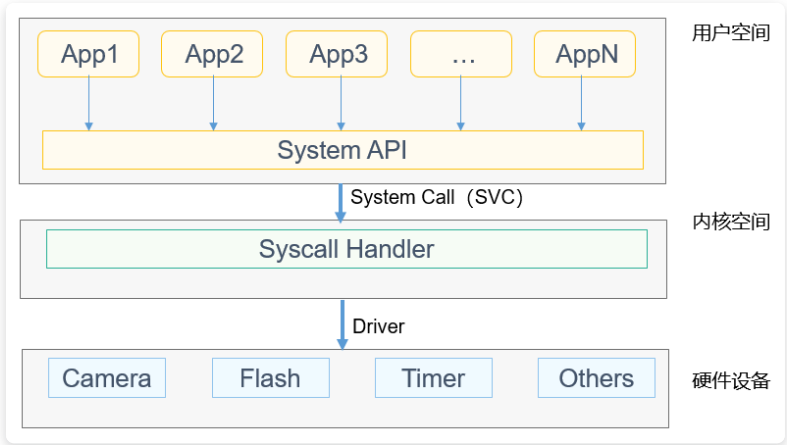 用户空间
App1 App2 App3 … AppN
System API
System Call（SVC）
内核空间
Syscall Handler
Driver
Camera Flash Timer Others
硬件设备